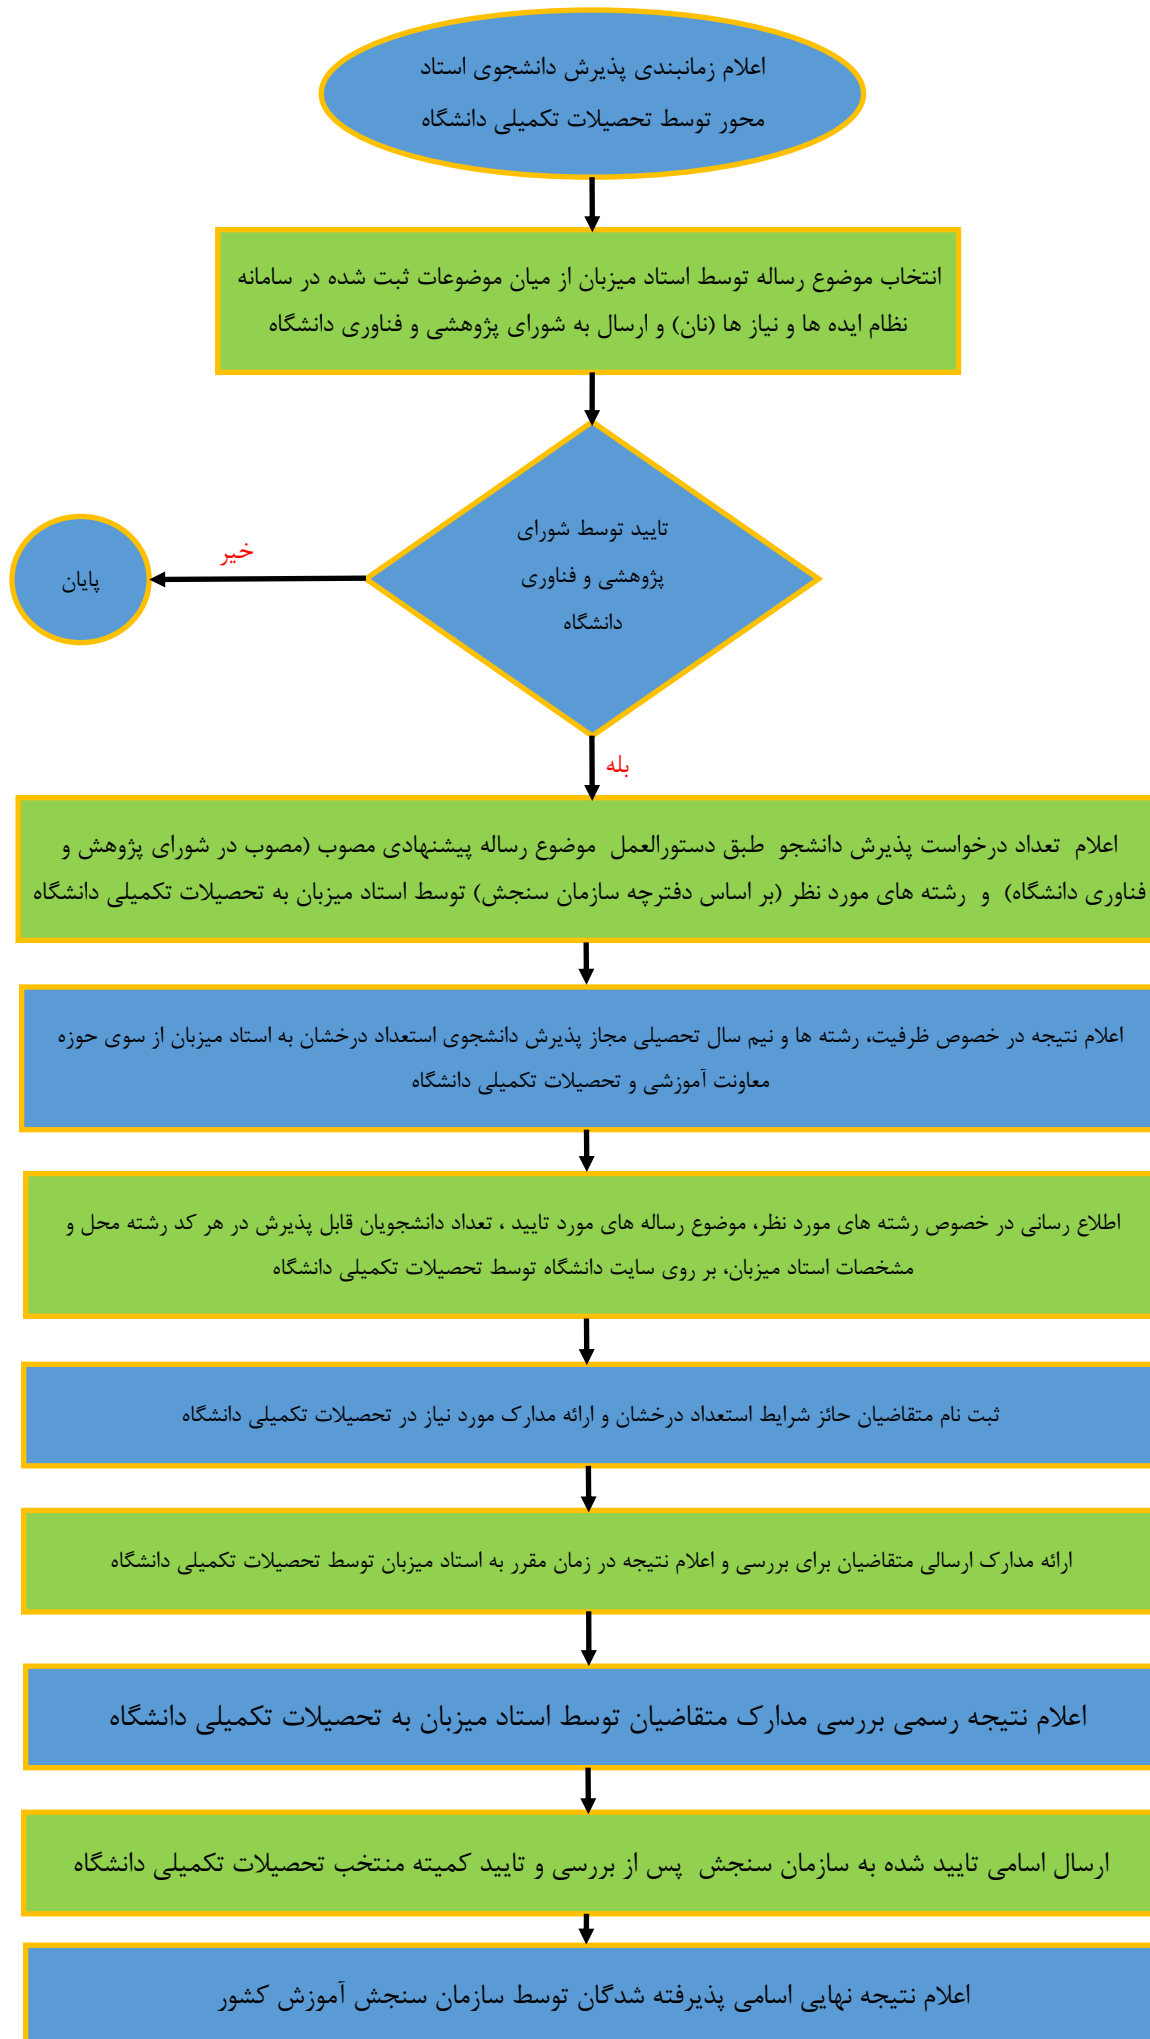 اعلام زمانبندی پذیرش دانشجوی استاد
محور توسط تحصیلات تکمیلی دانشگاه
انتخاب موضوع رساله توسط استاد میزبان از میان موضوعات ثبت شده در سامانه
نظام ایده ها و نیاز ها (نان) و ارسال به شورای پژوهشی و فناوری دانشگاه
تایید توسط شورای
پژوهشی و فناوری
دانشگاه
خیر
پایان
بله
اعلام تعداد درخواست پذیرش دانشجو طبق دستورالعمل موضوع رساله پیشنهادی مصوب (مصوب در شورای پژوهش و
فناوری دانشگاه) و رشته های مورد نظر (بر اساس دفترچه سازمان سنجش) توسط استاد میزبان به تحصیلات تکمیلی دانشگاه
اعلام نتیجه در خصوص ظرفیت، رشته ها و نیم سال تحصیلی مجاز پذیرش دانشجوی استعداد درخشان به استاد میزبان از سوی حوزه
معاونت آموزشی و تحصیلات تکمیلی دانشگاه
اطلاع رسانی در خصوص رشته های مورد نظر، موضوع رساله های مورد تایید ، تعداد دانشجویان قابل پذیرش در هر کد رشته محل و
مشخصات استاد میزبان، بر روی سایت دانشگاه توسط تحصیلات تکمیلی دانشگاه
ثبت نام متقاضیان حائز شرایط استعداد درخشان و ارائه مدارک مورد نیاز در تحصیلات تکمیلی دانشگاه
ارائه مدارک ارسالی متقاضیان برای بررسی و اعلام نتیجه در زمان مقرر به استاد میزبان توسط تحصیلات تکمیلی دانشگاه
اعلام نتیجه رسمی بررسی مدارک متقاضیان توسط استاد میزبان به تحصیلات تکمیلی دانشگاه
ارسال اسامی تایید شده به سازمان سنجش پس از بررسی و تایید کمیته منتخب تحصیلات تکمیلی دانشگاه
اعلام نتیجه نهایی اسامی پذیرفته شدگان توسط سازمان سنجش آموزش کشور